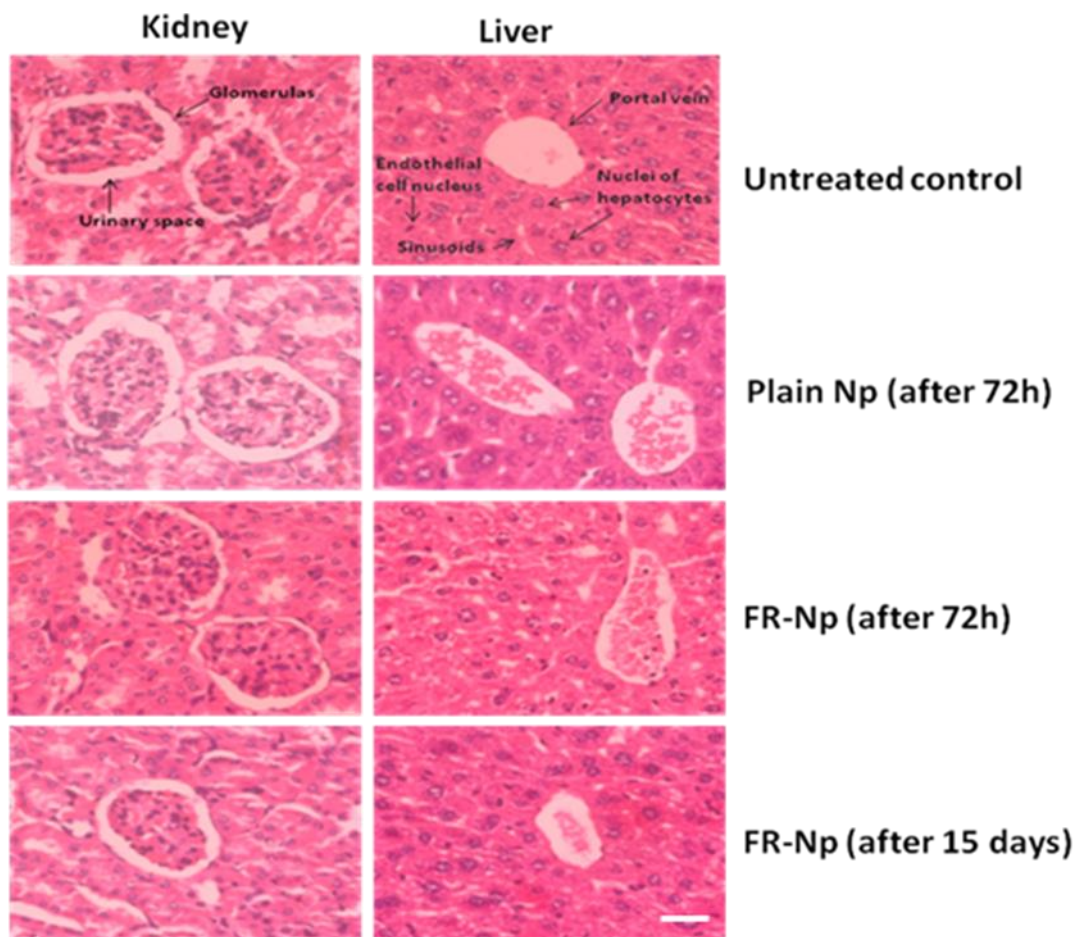 Kidney
Liver
Glomerulas
Urinary space
Portal vein
Endothelial
cell nucleus
Nuclei of
hepatocytes
Sinusoids
Untreated control
Plain Np (after 72h)
FR-Np (after 72h)
FR-Np (after 15 days)